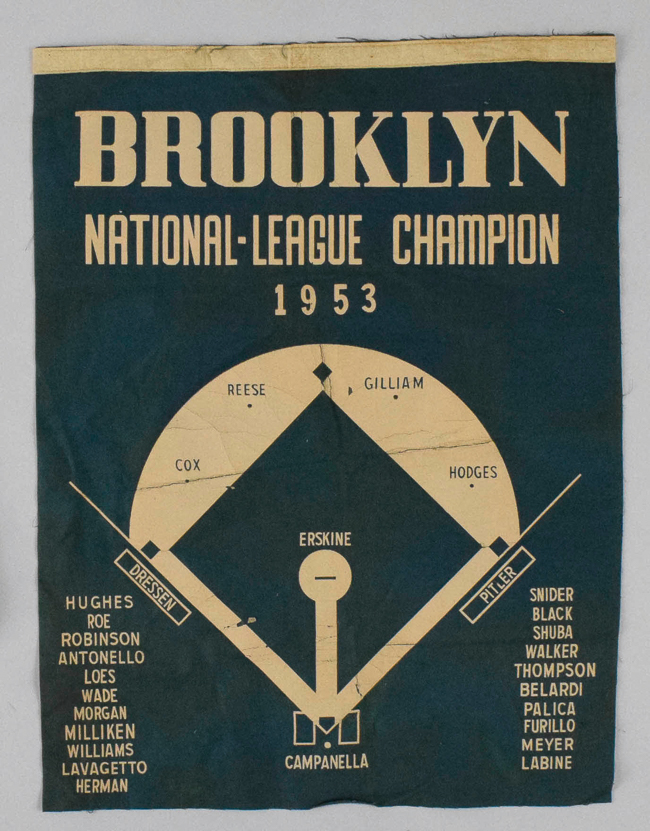 BROOKLYN
NATIONAL-LEAGUE CHAMPION
1953
REESE
GILLIAM
COX
HODGES
ERSKINE
DRESSEN
PITLER
HUGHES
ROE
ROBINSON
ANTONELLO
LOES
WADE
MORGAN
MILLIKEN
WILLIAMS
LAVAGETTO
HERMAN
SNIDER
BLACK
SHUBA
WALKER
THOMPSON
BELARDI
PALICA
FURILLO
MEYER
LABINE
CAMPANELLA